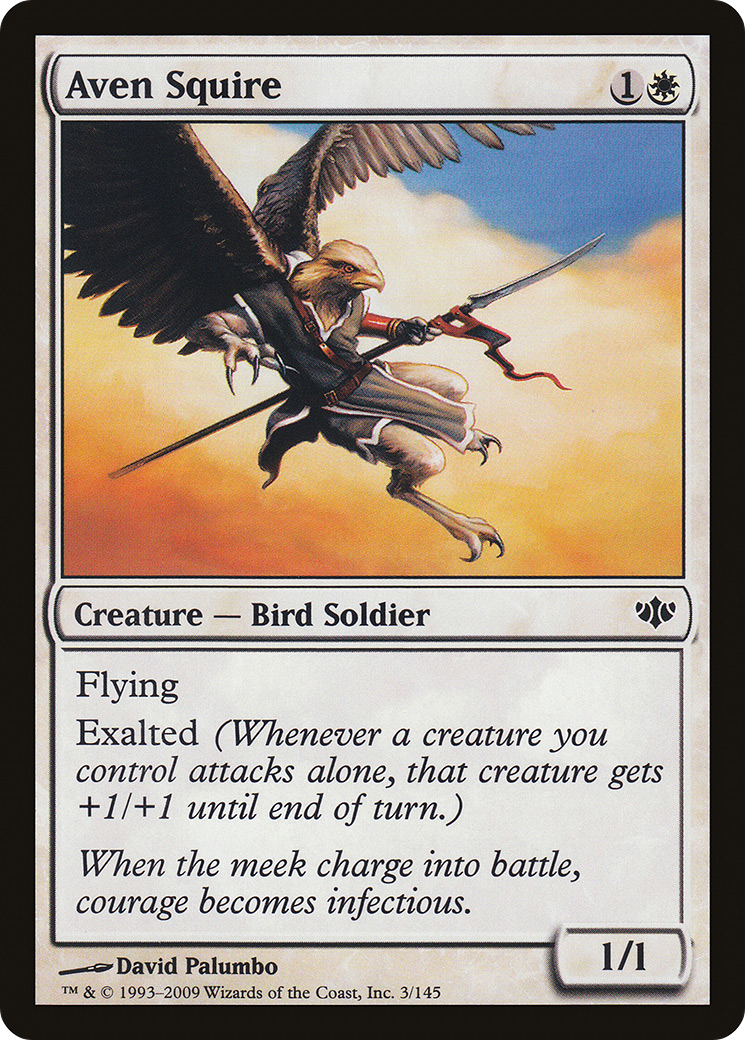 Aven Squire 1
Creature — Bird Soldier
Flying
Exalted (Whenever a creature you
control attacks alone, that creature gets
+1/+1 until end of turn.)
When the meek charge into battle,
courage becomes infectious.
1/1
David Palumbo
™ & © 1993–2009 Wizards of the Coast, Inc. 3/145